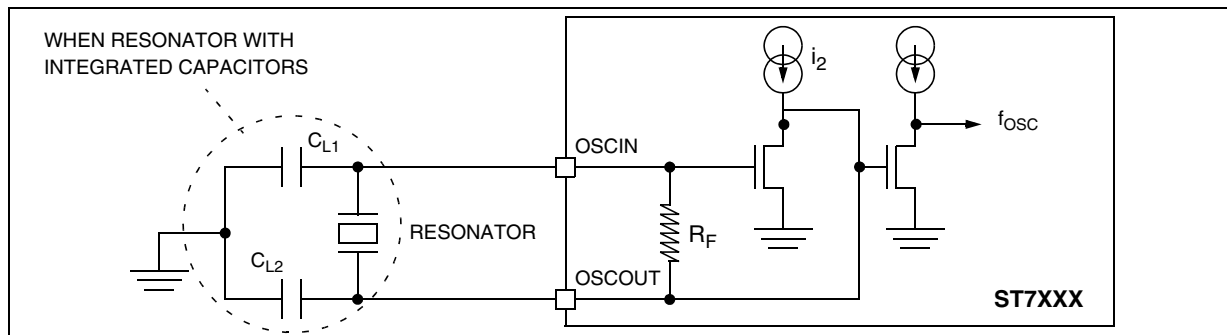 WHEN RESONATOR WITH
INTEGRATED CAPACITORS
i2
fOSC
CL1
OSCIN
RESONATOR
RF
CL2
OSCOUT
ST7XXX